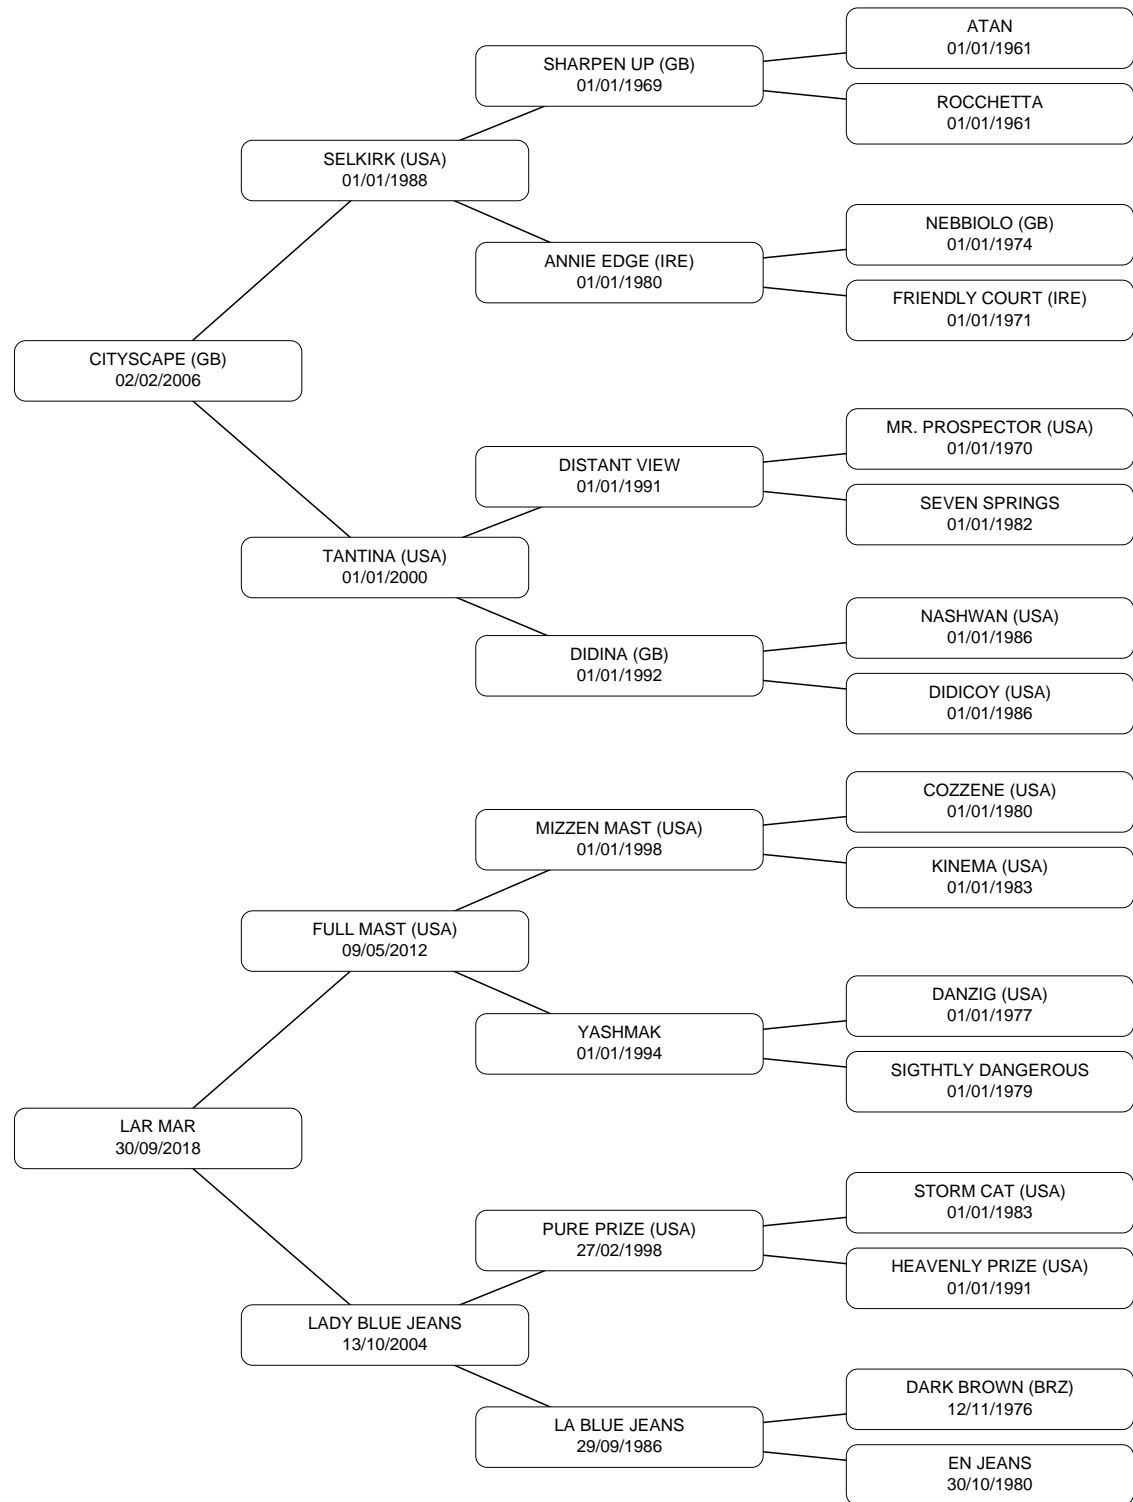 ATAN
01/01/1961
SHARPEN UP (GB)
01/01/1969
ROCCHETTA
01/01/1961
SELKIRK (USA)
01/01/1988
NEBBIOLO (GB)
01/01/1974
ANNIE EDGE (IRE)
01/01/1980
FRIENDLY COURT (IRE)
01/01/1971
CITYSCAPE (GB)
02/02/2006
MR. PROSPECTOR (USA)
01/01/1970
DISTANT VIEW
01/01/1991
SEVEN SPRINGS
01/01/1982
TANTINA (USA)
01/01/2000
NASHWAN (USA)
01/01/1986
DIDINA (GB)
01/01/1992
DIDICOY (USA)
01/01/1986
COZZENE (USA)
01/01/1980
MIZZEN MAST (USA)
01/01/1998
KINEMA (USA)
01/01/1983
FULL MAST (USA)
09/05/2012
DANZIG (USA)
01/01/1977
YASHMAK
01/01/1994
SIGTHTLY DANGEROUS
01/01/1979
LAR MAR
30/09/2018
STORM CAT (USA)
01/01/1983
PURE PRIZE (USA)
27/02/1998
HEAVENLY PRIZE (USA)
01/01/1991
LADY BLUE JEANS
13/10/2004
DARK BROWN (BRZ)
12/11/1976
LA BLUE JEANS
29/09/1986
EN JEANS
30/10/1980